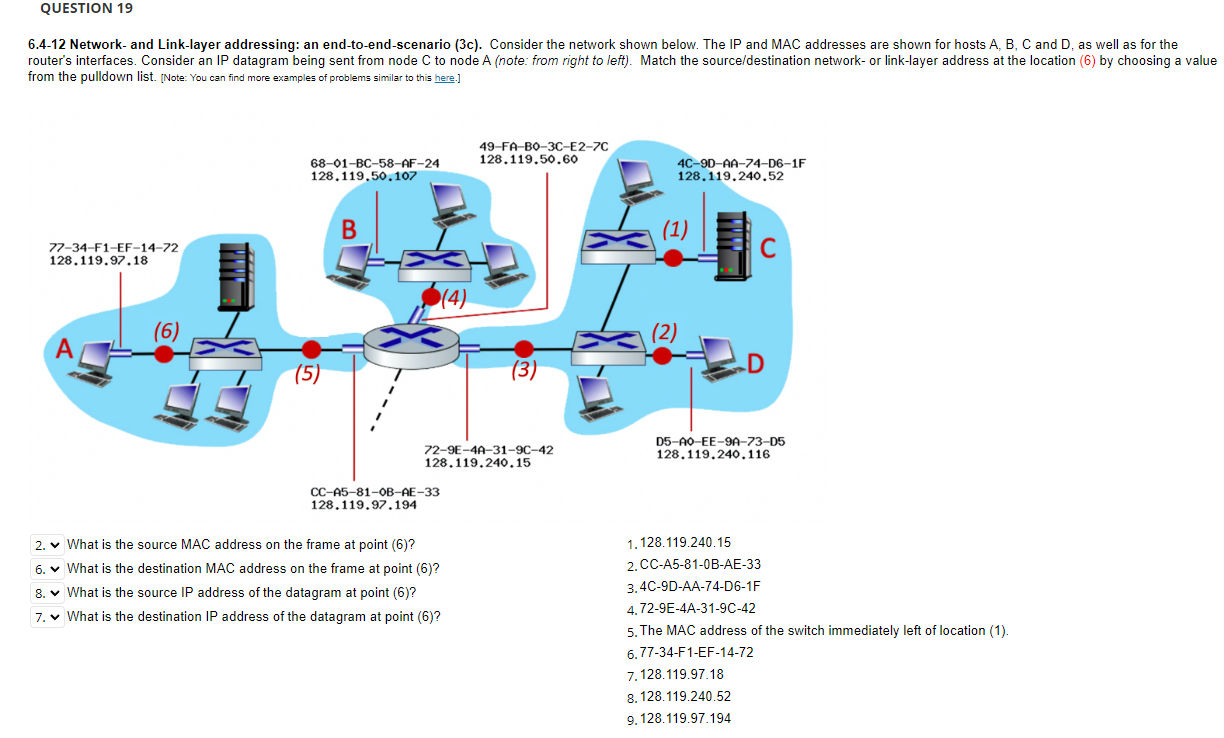 QUESTION 19
6.4-12 Network- and Link-layer addressing: an end-to-end-scenario (3c). Consider the network shown below. The IP and MAC addresses are shown for hosts A, B, C and D, as well as for the
router's interfaces. Consider an IP datagram being sent from node C to node A (note: from right to left). Match the source/destination network- or link-layer address at the location (6) by choosing a value
from the pulldown list. [Note: You can find more examples of problems similar to this here.]
49-FA-B0-3C-E2-7C
128.119.50.60
68-01-BC-58-AF-24
128.119.50.107
4C-9D-AA-74-D6-1F
128.119.240.52
B
(1)
C
77-34-F1-EF-14-72
128.119.97.18
(4)
(6)
(2)
A
D
(5)
(3)
D5-A0-EE-9A-73-D5
128.119.240.116
72-9E-4A-31-9C-42
128.119.240.15
CC-A5-81-0B-AE-33
128.119.97.194
2. What is the source MAC address on the frame at point (6)?
6. What is the destination MAC address on the frame at point (6)?
8. What is the source IP address of the datagram at point (6)?
7. What is the destination IP address of the datagram at point (6)?
1. 128.119.240.15
2. CC-A5-81-0B-AE-33
3. 4C-9D-AA-74-D6-1F
4. 72-9E-4A-31-9C-42
5. The MAC address of the switch immediately left of location (1).
6. 77-34-F1-EF-14-72
7. 128.119.97.18
8. 128.119.240.52
9. 128.119.97.194